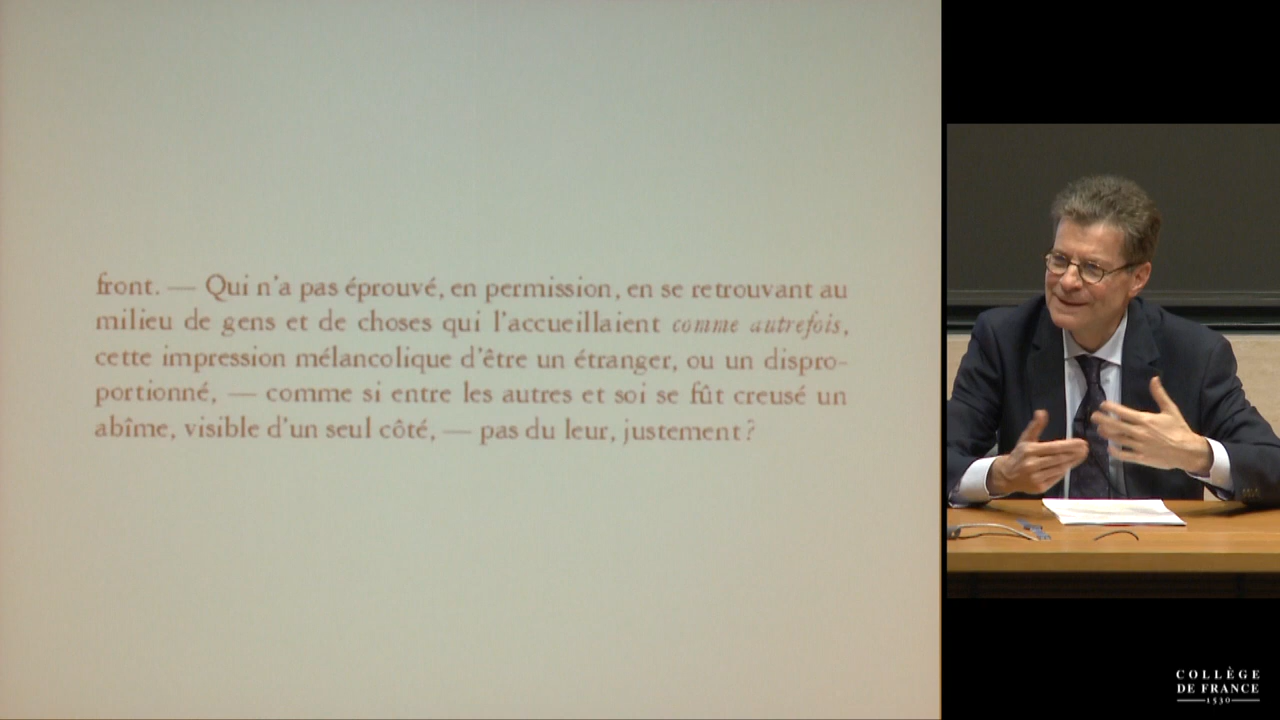 front. — Qui n'a pas éprouvé, en permission, en se retrouvant au
milieu de gens et de choses qui l'accueillaient comme autrefois,
cette impression mélancolique d'être un étranger, ou un dispro-
portionné, — comme si entre les autres et soi se fût creusé un
abîme, visible d'un seul côté, — pas du leur, justement ?
COLLÈGE
DE FRANCE
1530